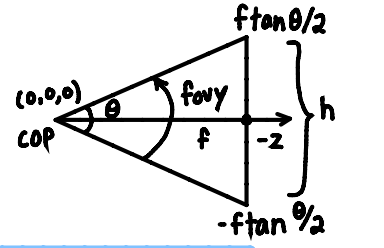 f tan θ/2
(0,0,0)
θ
fovy
h
COP
f
-z
-f tan θ/2